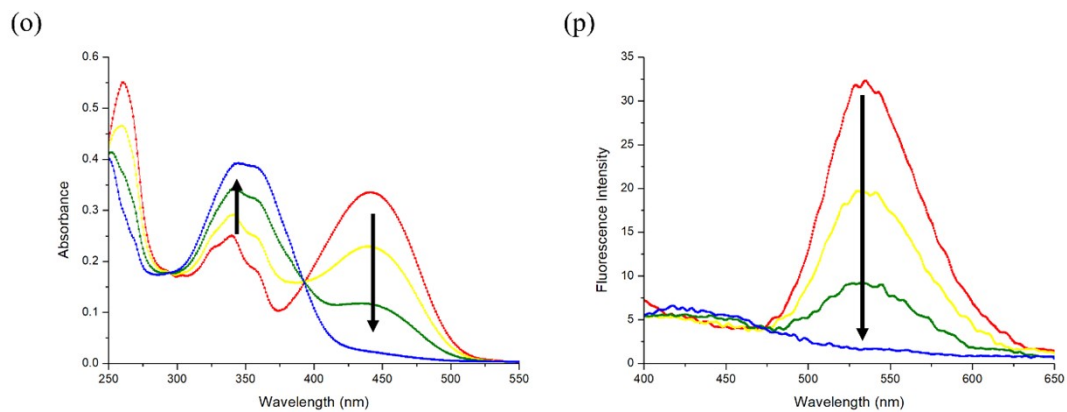 (o)
0.6
0.5
0.4
0.3
0.2
0.1
0.0
250 300 350 400 450 500 550
Absorbance
Wavelength (nm)
(p)
35
30
25
20
15
10
5
0
400 450 500 550 600 650
Fluorescence Intensity
Wavelength (nm)